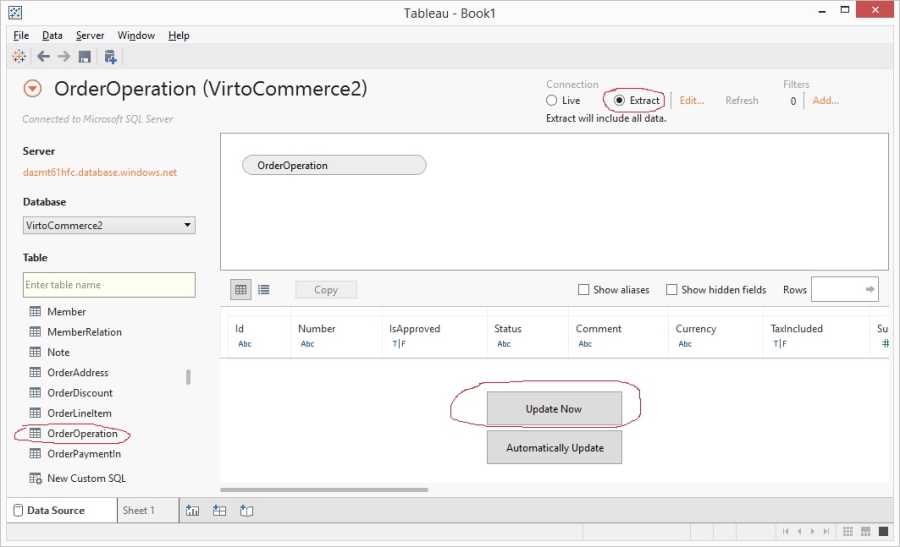 Tableau - Book1
File Data Server Window Help
OrderOperation (VirtoCommerce2)
Connected to Microsoft SQL Server
Connection
Live Extract Edit... Refresh
Extract will include all data.
Filters
0 Add...
Server
dazmt61hfc.database.windows.net
Database
VirtoCommerce2
Table
Enter table name
Member
MemberRelation
Note
OrderAddress
OrderDiscount
OrderLineItem
OrderOperation
OrderPaymentIn
New Custom SQL
OrderOperation
Copy Show aliases Show hidden fields Rows
Id Number IsApproved Status Comment Currency TaxIncluded Su
Abc Abc T|F Abc Abc Abc T|F #
Update Now
Automatically Update
Data Source Sheet 1